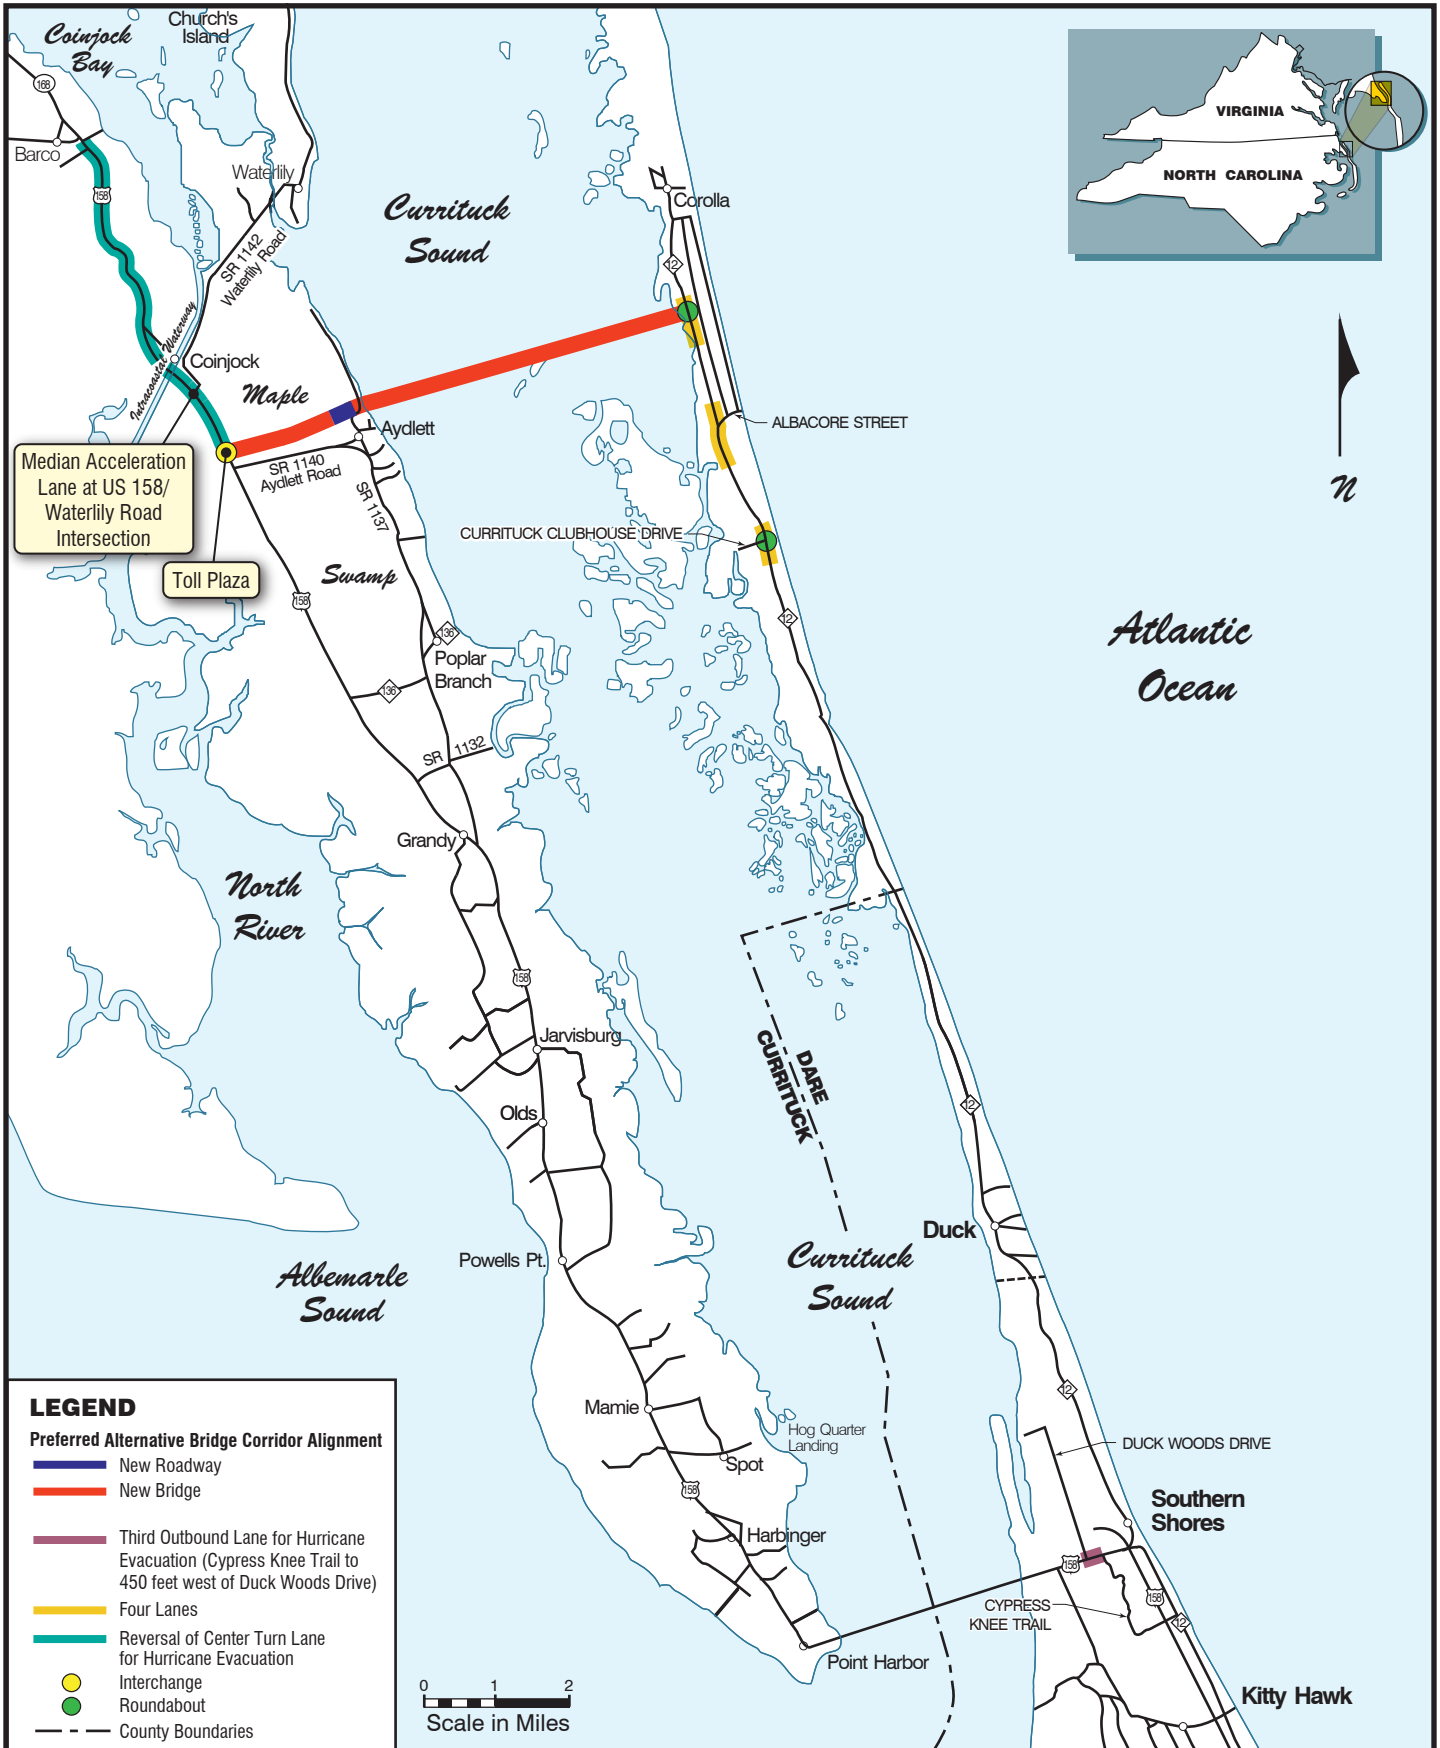 Church's
Island
Coinjock
Bay
168
Barco
158
Waterlily
SR 1142
Waterlily Road
Currituck
Sound
Corolla
12
VIRGINIA
NORTH CAROLINA
Intracoastal Waterway
Coinjock
Maple
Aydlett
SR 1140
Aydlett Road
SR 1137
ALBACORE STREET
Median Acceleration
Lane at US 158/
Waterlily Road
Intersection
Toll Plaza
N
CURRITUCK CLUBHOUSE DRIVE
Swamp
158
12
136
Poplar
Branch
136
Atlantic
Ocean
SR 1132
Grandy
North
River
158
Jarvisburg
DARE
CURRITUCK
12
Olds
Duck
Powells Pt.
Albemarle
Sound
Currituck
Sound
12
Mamie
Hog Quarter
Landing
Spot
158
DUCK WOODS DRIVE
Southern
Shores
Harbinger
158
158
CYPRESS
KNEE TRAIL
12
Point Harbor
Kitty Hawk
LEGEND
Preferred Alternative Bridge Corridor Alignment
New Roadway
New Bridge
Third Outbound Lane for Hurricane
Evacuation (Cypress Knee Trail to
450 feet west of Duck Woods Drive)
Four Lanes
Reversal of Center Turn Lane
for Hurricane Evacuation
Interchange
Roundabout
County Boundaries
0 1 2
Scale in Miles